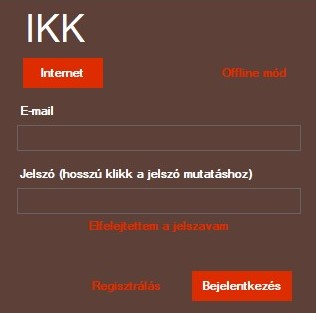 IKK
Internet Offline mód
E-mail
Jelszó (hosszú klikk a jelszó mutatáshoz)
Elfelejtettem a jelszavam
Regisztrálás Bejelentkezés